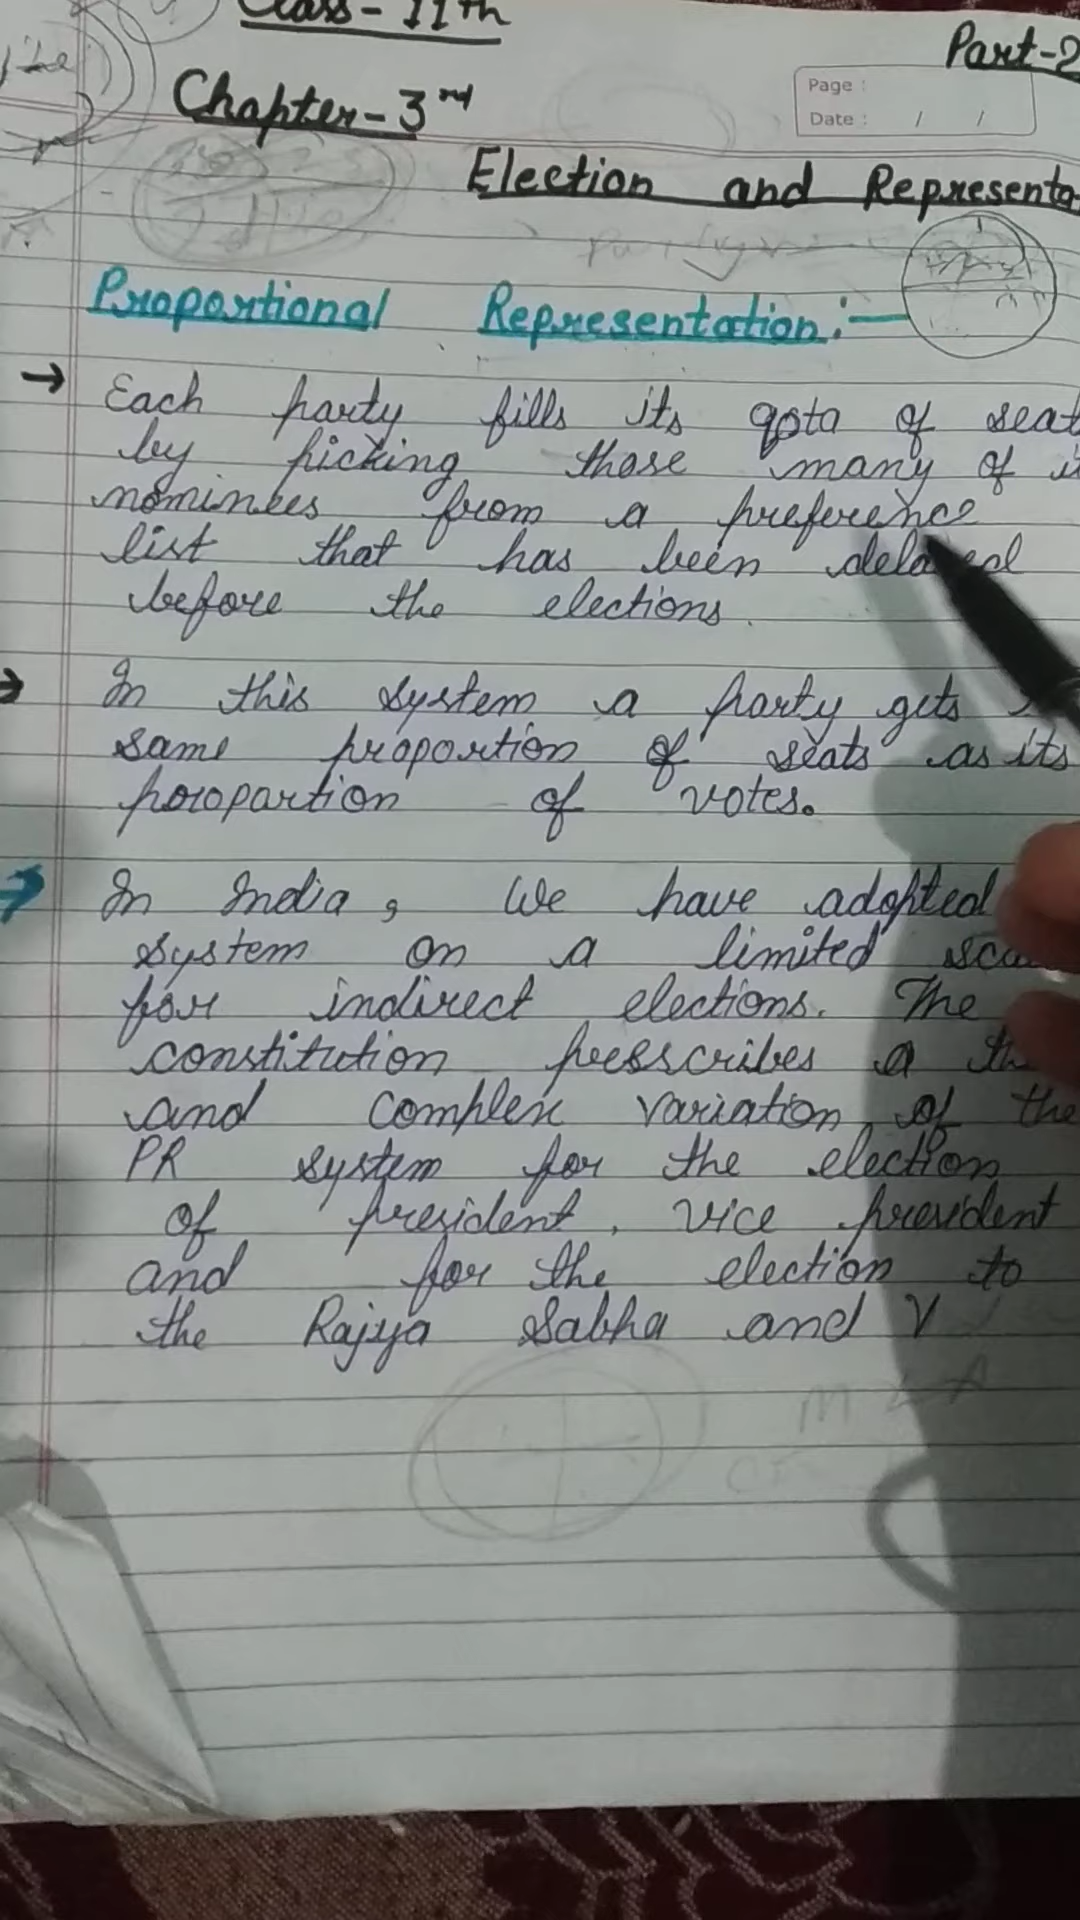 Class - 11th
Part-2
Chapter-3rd
Page :
Date : / /
Election and Representa
Proportional Representation:—
→ Each party fills its qota of seat
by picking those many of
nominees from a preference
list that has been
before the elections.
→ In this system a party gets
same proportion of seats as its
poropartion of votes.
→ In India, We have adopted
system on a limited
for indirect elections. The
constitution presscribes a
and complex variation of the
PR system for the election
of president, vice president
and for the election to
the Rajya Sabha and V